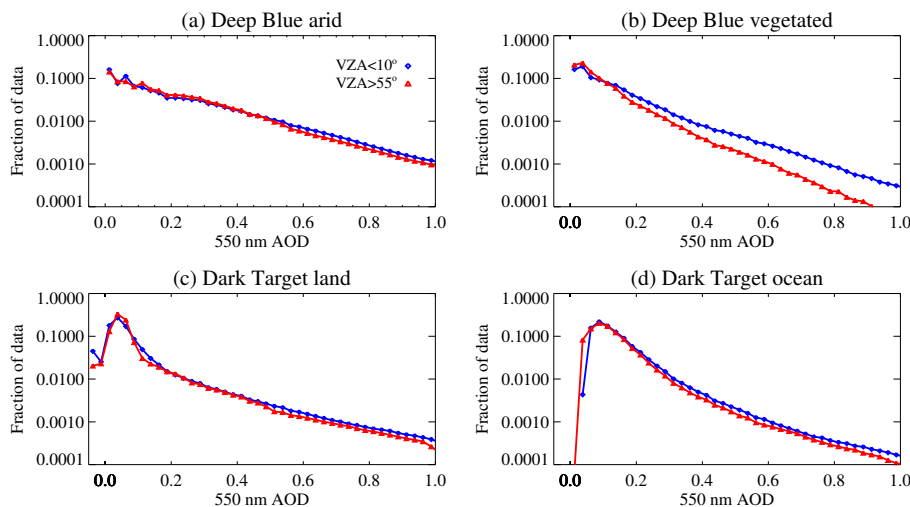 (a) Deep Blue arid
1.0000
0.1000
0.0100
0.0010
0.0001
Fraction of data
VZA<10°
VZA>55°
0.0 0.2 0.4 0.6 0.8 1.0
550 nm AOD
(b) Deep Blue vegetated
1.0000
0.1000
0.0100
0.0010
0.0001
Fraction of data
0.0 0.2 0.4 0.6 0.8 1.0
550 nm AOD
(c) Dark Target land
1.0000
0.1000
0.0100
0.0010
0.0001
Fraction of data
0.0 0.2 0.4 0.6 0.8 1.0
550 nm AOD
(d) Dark Target ocean
1.0000
0.1000
0.0100
0.0010
0.0001
Fraction of data
0.0 0.2 0.4 0.6 0.8 1.0
550 nm AOD